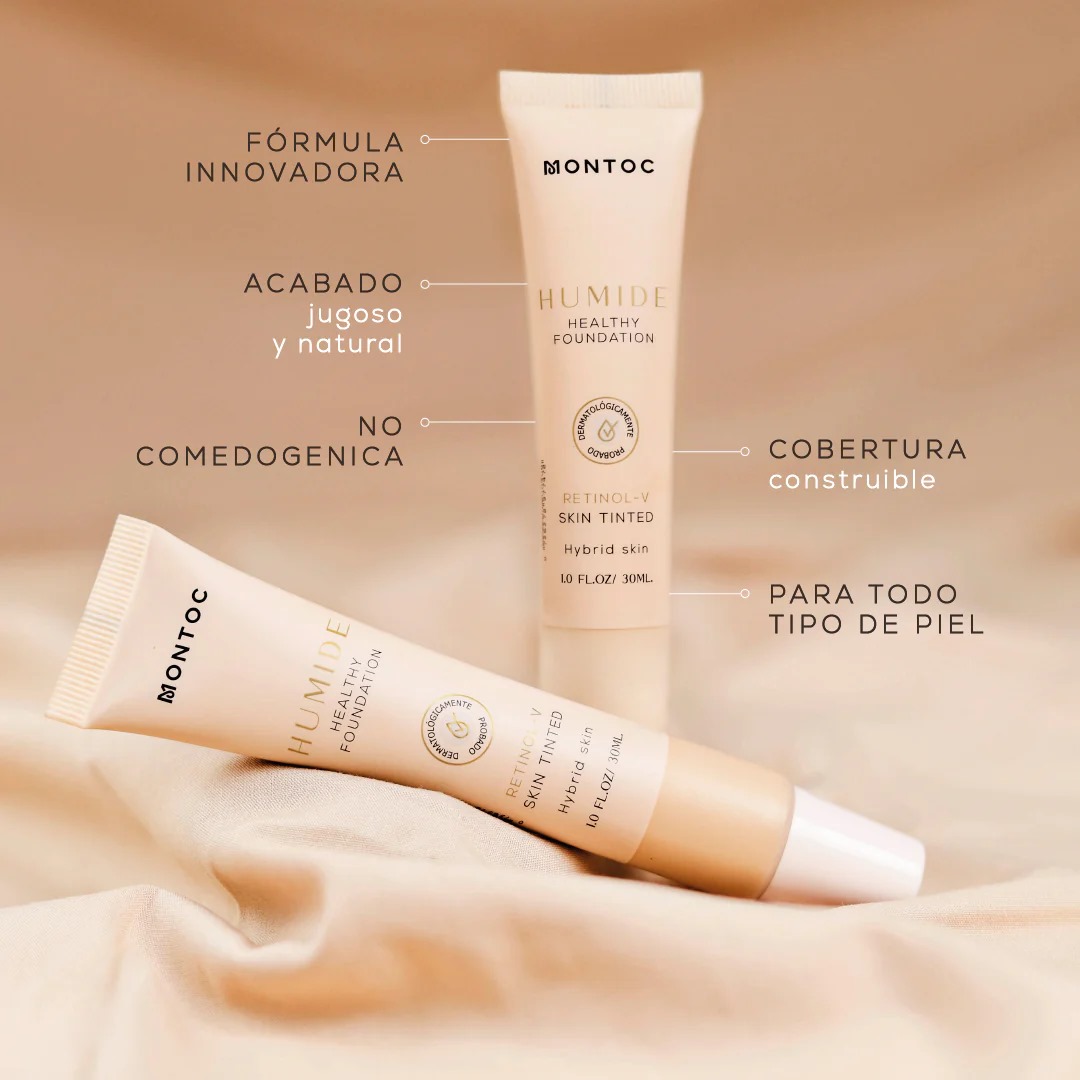 FÓRMULA
INNOVADORA
ACABADO
jugoso
y natural
NO
COMEDOGENICA
COBERTURA
construible
PARA TODO
TIPO DE PIEL
MONTOC
HUMIDE
HEALTHY
FOUNDATION
DERMATOLÓGICAMENTE
PROBADO
RETINOL-V
SKIN TINTED
Hybrid skin
1.0 FL.OZ/ 30ML.
MONTOC
HUMIDE
HEALTHY
FOUNDATION
DERMATOLÓGICAMENTE
PROBADO
RETINOL-V
SKIN TINTED
Hybrid skin
1.0 FL.OZ/ 30ML